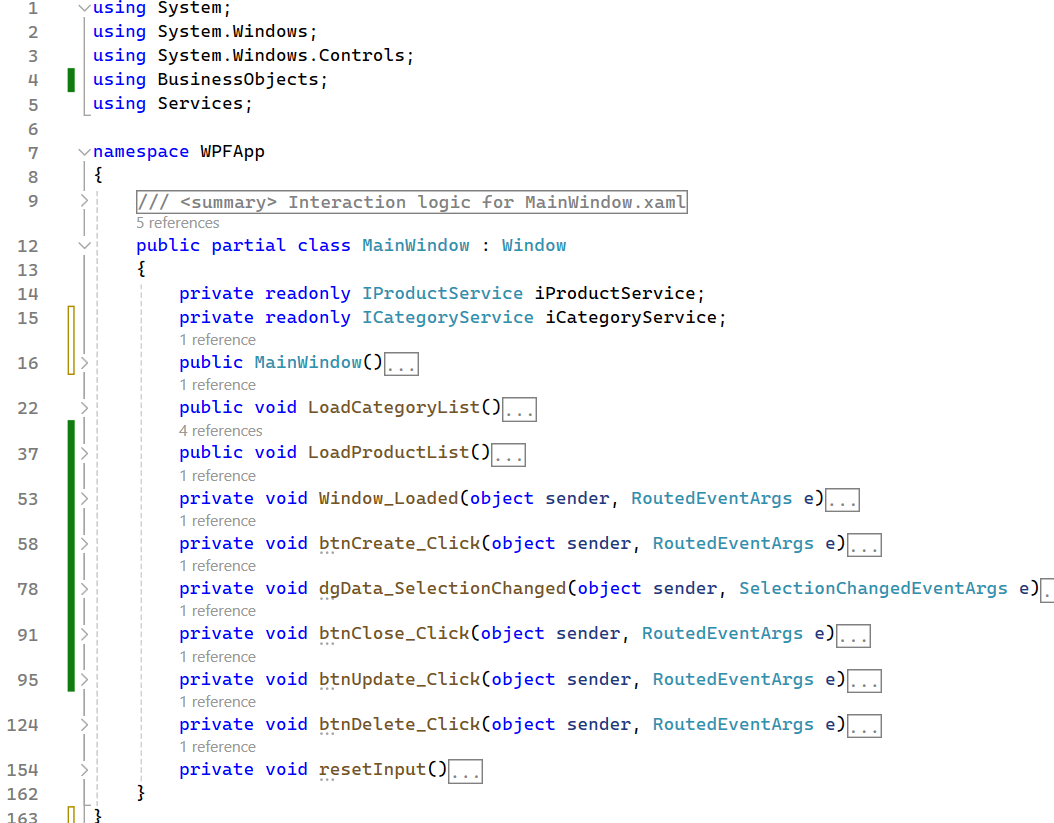 1 using System;
2 using System.Windows;
3 using System.Windows.Controls;
4 using BusinessObjects;
5 using Services;
6
7 namespace WPFApp
8 {
9 /// <summary> Interaction logic for MainWindow.xaml
5 references
12 public partial class MainWindow : Window
13 {
14 private readonly IProductService iProductService;
15 private readonly ICategoryService iCategoryService;
1 reference
16 public MainWindow()...
1 reference
22 public void LoadCategoryList()...
4 references
37 public void LoadProductList()...
1 reference
53 private void Window_Loaded(object sender, RoutedEventArgs e)...
1 reference
58 private void btnCreate_Click(object sender, RoutedEventArgs e)...
1 reference
78 private void dgData_SelectionChanged(object sender, SelectionChangedEventArgs e).
1 reference
91 private void btnClose_Click(object sender, RoutedEventArgs e)...
1 reference
95 private void btnUpdate_Click(object sender, RoutedEventArgs e)...
1 reference
124 private void btnDelete_Click(object sender, RoutedEventArgs e)...
1 reference
154 private void resetInput()...
162 }
163 }